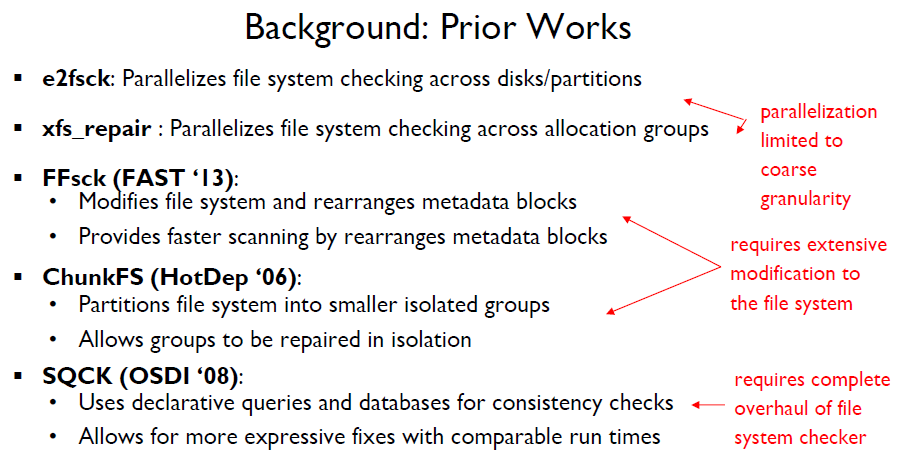 Background: Prior Works
▪ e2fsck: Parallelizes file system checking across disks/partitions
▪ xfs_repair : Parallelizes file system checking across allocation groups
parallelization
limited to
coarse
granularity
▪ FFsck (FAST ‘13):
• Modifies file system and rearranges metadata blocks
• Provides faster scanning by rearranges metadata blocks
requires extensive
modification to
the file system
▪ ChunkFS (HotDep ‘06):
• Partitions file system into smaller isolated groups
• Allows groups to be repaired in isolation
▪ SQCK (OSDI ‘08):
• Uses declarative queries and databases for consistency checks
• Allows for more expressive fixes with comparable run times
requires complete
overhaul of file
system checker